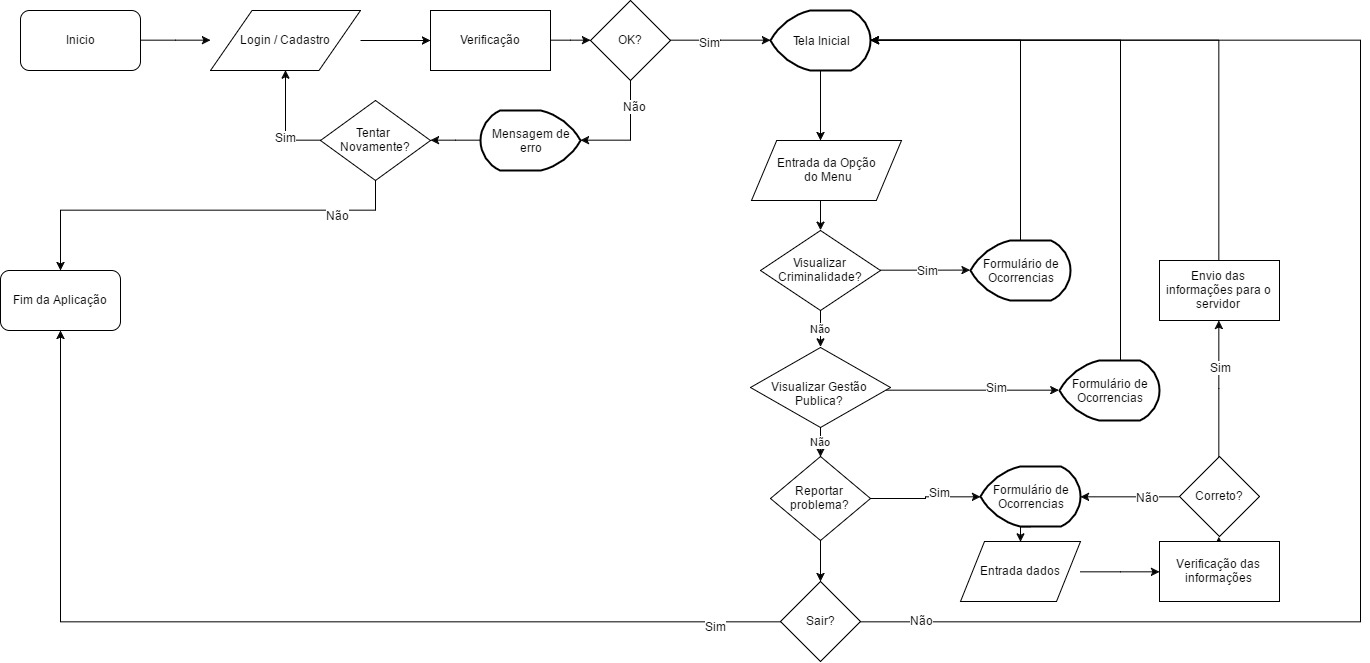 Inicio
Login / Cadastro
Verificação
OK?
Sim
Tela Inicial
Não
Mensagem de
erro
Tentar
Novamente?
Sim
Não
Fim da Aplicação
Entrada da Opção
do Menu
Visualizar
Criminalidade?
Sim
Formulário de
Ocorrencias
Não
Visualizar Gestão
Publica?
Sim
Formulário de
Ocorrencias
Não
Reportar
problema?
Sim
Formulário de
Ocorrencias
Entrada dados
Verificação das
informações
Correto?
Não
Sim
Envio das
informações para o
servidor
Sair?
Sim
Não